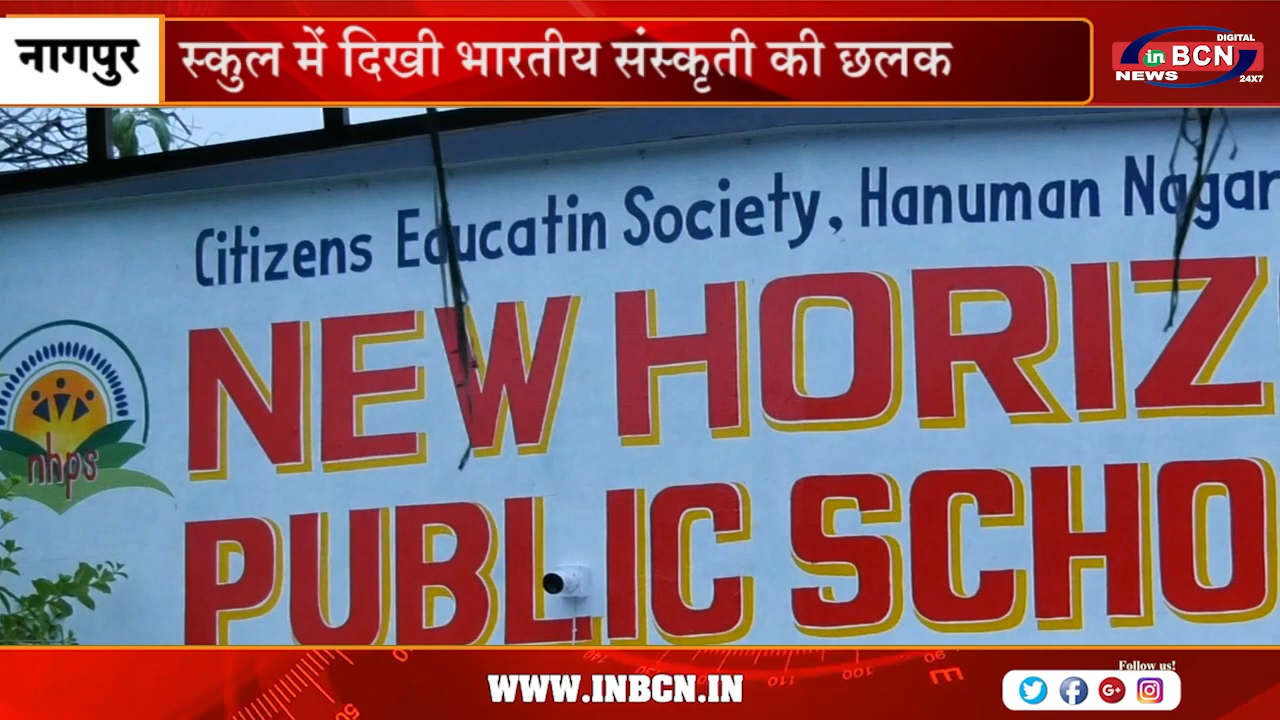 नागपुर
स्कुल में दिखी भारतीय संस्कृती की छलक
DIGITAL
in BCN
NEWS 24X7
Citizens Educatin Society, Hanuman Nagar
NEW HORIZ
PUBLIC SCHO
nhps
WWW.INBCN.IN
Follow us!